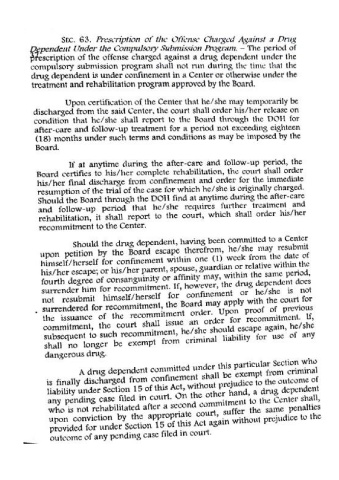 SEC. 63. Prescription of the Offense Charged Against a Drug
Dependent Under the Compulsory Submission Program. – The period of
prescription of the offense charged against a drug dependent under the
compulsory submission program shall not run during the time that the
drug dependent is under confinement in a Center or otherwise under the
treatment and rehabilitation program approved by the Board.
Upon certification of the Center that he/she may temporarily be
discharged from the said Center, the court shall order his/her release on
condition that he/she shall report to the Board through the DOH for
after-care and follow-up treatment for a period not exceeding eighteen
(18) months under such terms and conditions as may be imposed by the
Board.
If at anytime during the after-care and follow-up period, the
Board certifies to his/her complete rehabilitation, the court shall order
his/her final discharge from confinement and order for the immediate
resumption of the trial of the case for which he/she is originally charged.
Should the Board through the DOH find at anytime during the after-care
and follow-up period that he/she requires further treatment and
rehabilitation, it shall report to the court, which shall order his/her
recommitment to the Center.
Should the drug dependent, having been committed to a Center
upon petition by the Board escape therefrom, he/she may resubmit
himself/herself for confinement within one (1) week from the date of
his/her escape; or his/her parent, spouse, guardian or relative within the
fourth degree of consanguinity or affinity may, within the same period,
surrender him for recommitment. If, however, the drug dependent does
not resubmit himself/herself for confinement or he/she is not
surrendered for recommitment, the Board may apply with the court for
the issuance of the recommitment order. Upon proof of previous
commitment, the court shall issue an order for recommitment. If,
subsequent to such recommitment, he/she should escape again, he/she
shall no longer be exempt from criminal liability for use of any
dangerous drug.
A drug dependent committed under this particular Section who
is finally discharged from confinement shall be exempt from criminal
liability under Section 15 of this Act, without prejudice to the outcome of
any pending case filed in court. On the other hand, a drug dependent
who is not rehabilitated after a second commitment to the Center shall,
upon conviction by the appropriate court, suffer the same penalties
provided for under Section 15 of this Act again without prejudice to the
outcome of any pending case filed in court.